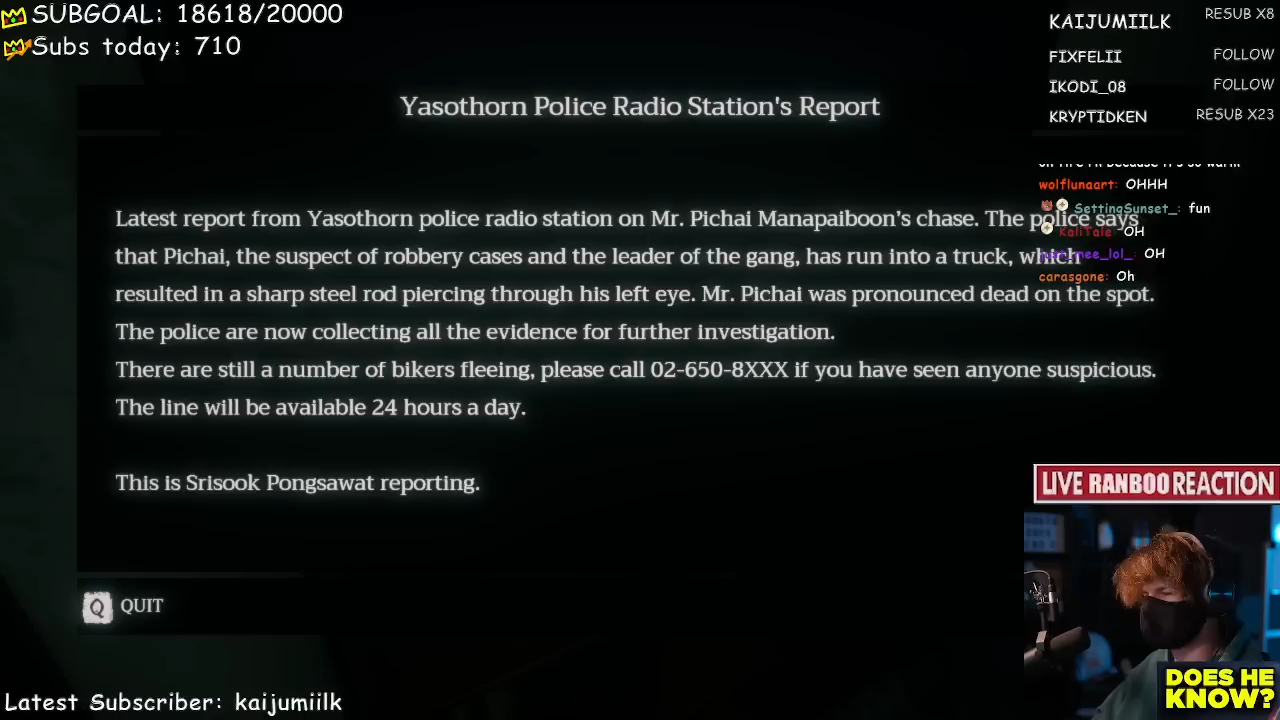 SUBGOAL: 18618/20000
Subs today: 710
KAIJUMIILK RESUB X8
FIXFELII FOLLOW
IKODI_08 FOLLOW
KRYPTIDKEN RESUB X23
Yasothorn Police Radio Station's Report
wolflunaart: OHHH
SettingSunset_: fun
KaliTale OH
mee_lol_: OH
carasgone: Oh
Latest report from Yasothorn police radio station on Mr. Pichai Manapaiboon's chase. The police says
that Pichai, the suspect of robbery cases and the leader of the gang, has run into a truck, which
resulted in a sharp steel rod piercing through his left eye. Mr. Pichai was pronounced dead on the spot.
The police are now collecting all the evidence for further investigation.
There are still a number of bikers fleeing, please call 02-650-8XXX if you have seen anyone suspicious.
The line will be available 24 hours a day.
This is Srisook Pongsawat reporting.
LIVE RANBOO REACTION
Q QUIT
DOES HE
KNOW?
Latest Subscriber: kaijumiilk